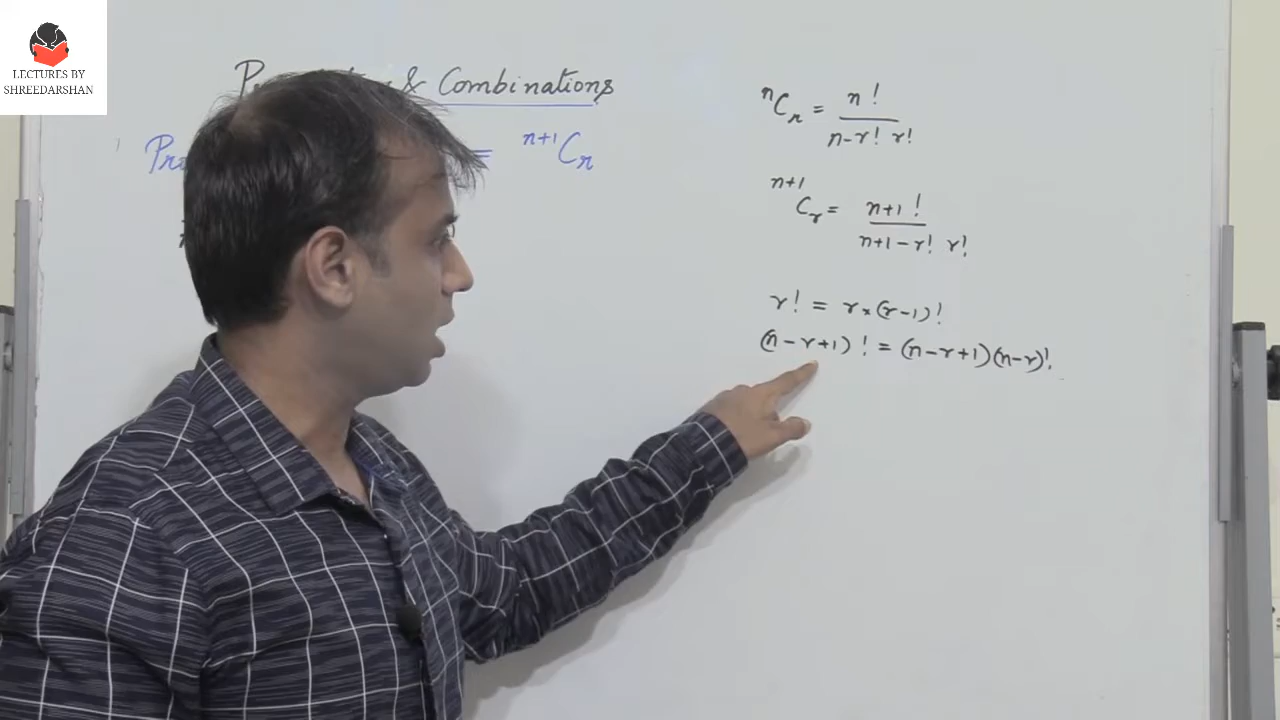 LECTURES BY
SHREEDARSHAN
& Combinations
= ⁿ⁺¹Cᵣ
ⁿCᵣ = n! / n-r! r!
ⁿ⁺¹Cᵣ = n+1! / n+1-r! r!
r! = r×(r-1)!
(n-r+1)! = (n-r+1)(n-r)!